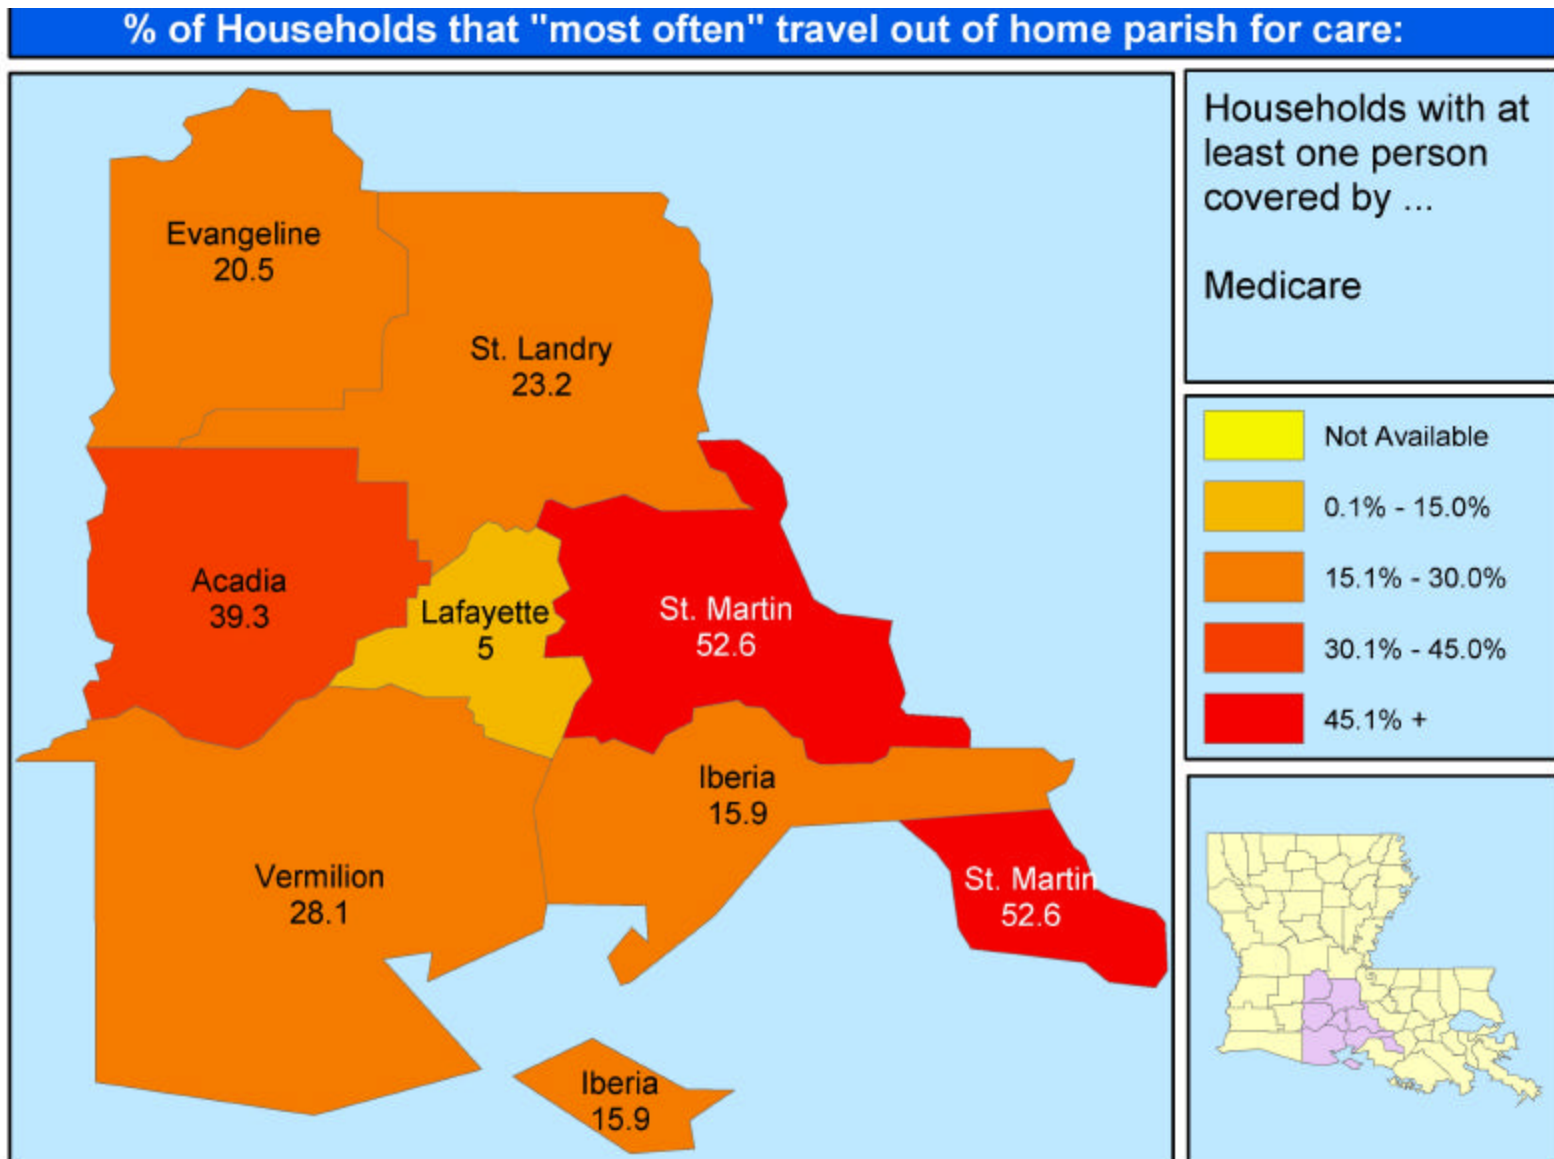 % of Households that "most often" travel out of home parish for care:
Evangeline
20.5
St. Landry
23.2
Acadia
39.3
Lafayette
5
St. Martin
52.6
Iberia
15.9
Vermilion
28.1
St. Martin
52.6
Iberia
15.9
Households with at
least one person
covered by ...
Medicare
Not Available
0.1% - 15.0%
15.1% - 30.0%
30.1% - 45.0%
45.1% +